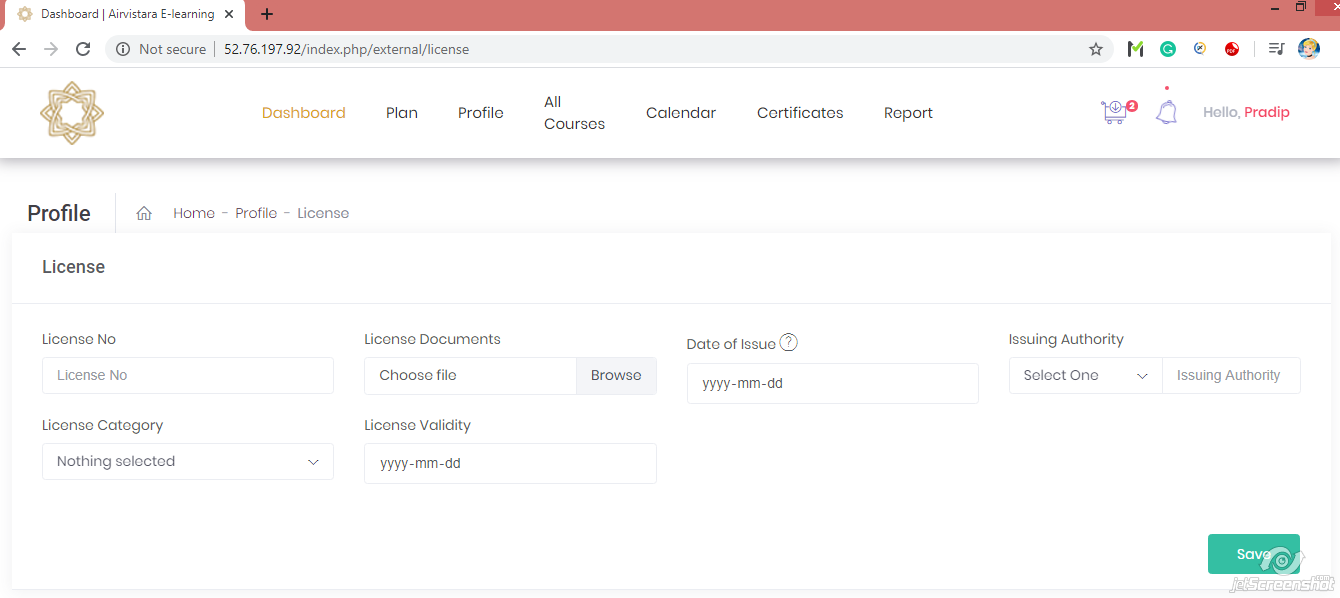 Dashboard | Airvistara E-learning
Not secure | 52.76.197.92/index.php/external/license
Dashboard Plan Profile All Courses Calendar Certificates Report 2 Hello, Pradip
Profile Home - Profile - License
License
License No License Documents Date of Issue ? Issuing Authority
License No Choose file Browse yyyy-mm-dd Select One Issuing Authority
License Category License Validity
Nothing selected yyyy-mm-dd
Save
jetScreenshot